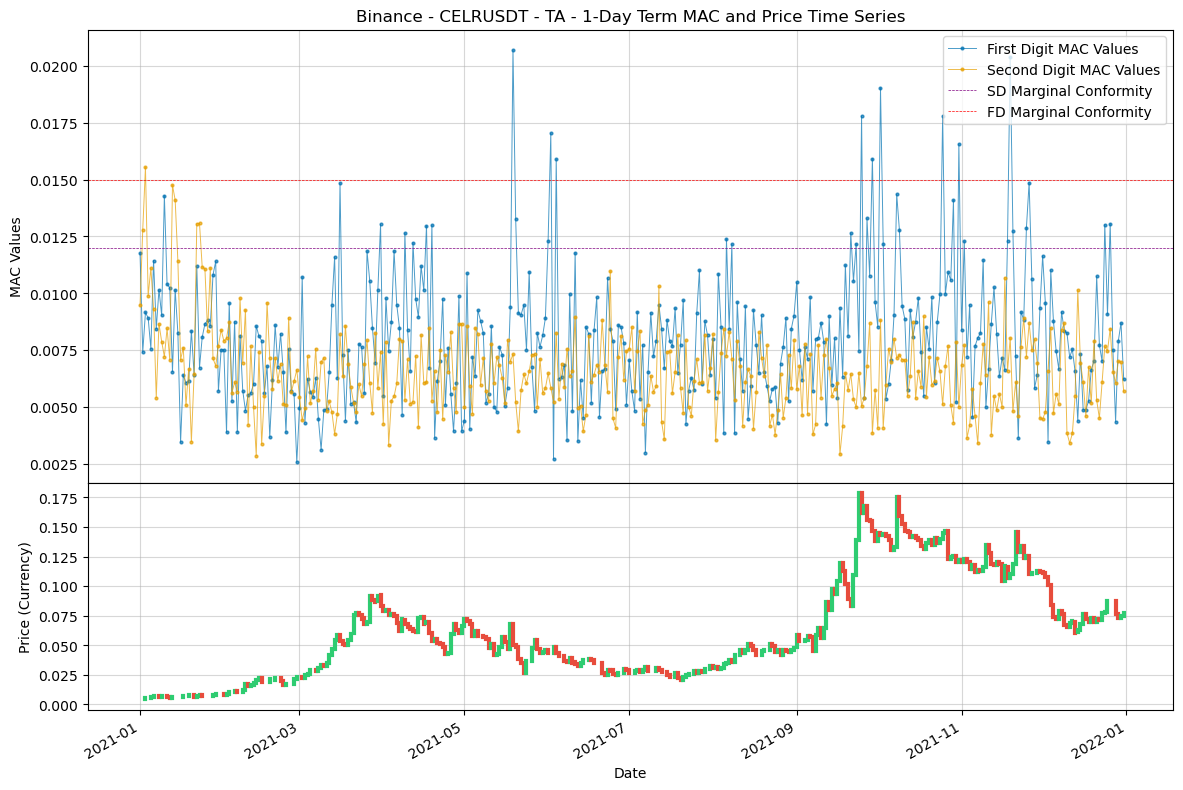 Binance - CELRUSDT - TA - 1-Day Term MAC and Price Time Series
First Digit MAC Values
Second Digit MAC Values
SD Marginal Conformity
FD Marginal Conformity
MAC Values
0.0200
0.0175
0.0150
0.0125
0.0100
0.0075
0.0050
0.0025
Price (Currency)
0.175
0.150
0.125
0.100
0.075
0.050
0.025
0.000
2021-01
2021-03
2021-05
2021-07
2021-09
2021-11
2022-01
Date